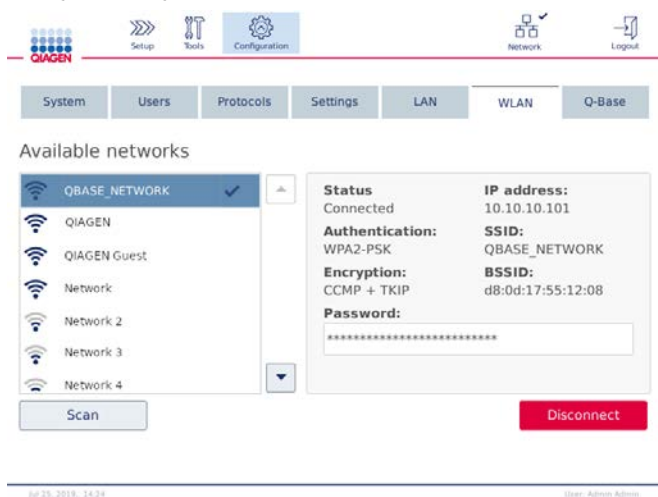 Setup
Tools
Configuration
Network
Logout
QIAGEN
System
Users
Protocols
Settings
LAN
WLAN
Q-Base
Available networks
QBASE_NETWORK
QIAGEN
QIAGEN Guest
Network
Network 2
Network 3
Network 4
Status
Connected
Authentication:
WPA2-PSK
Encryption:
CCMP + TKIP
IP address:
10.10.10.101
SSID:
QBASE_NETWORK
BSSID:
d8:0d:17:55:12:08
Password:
**************************
Scan
Disconnect
Jul 25, 2019, 14:34
User: Admin Admin